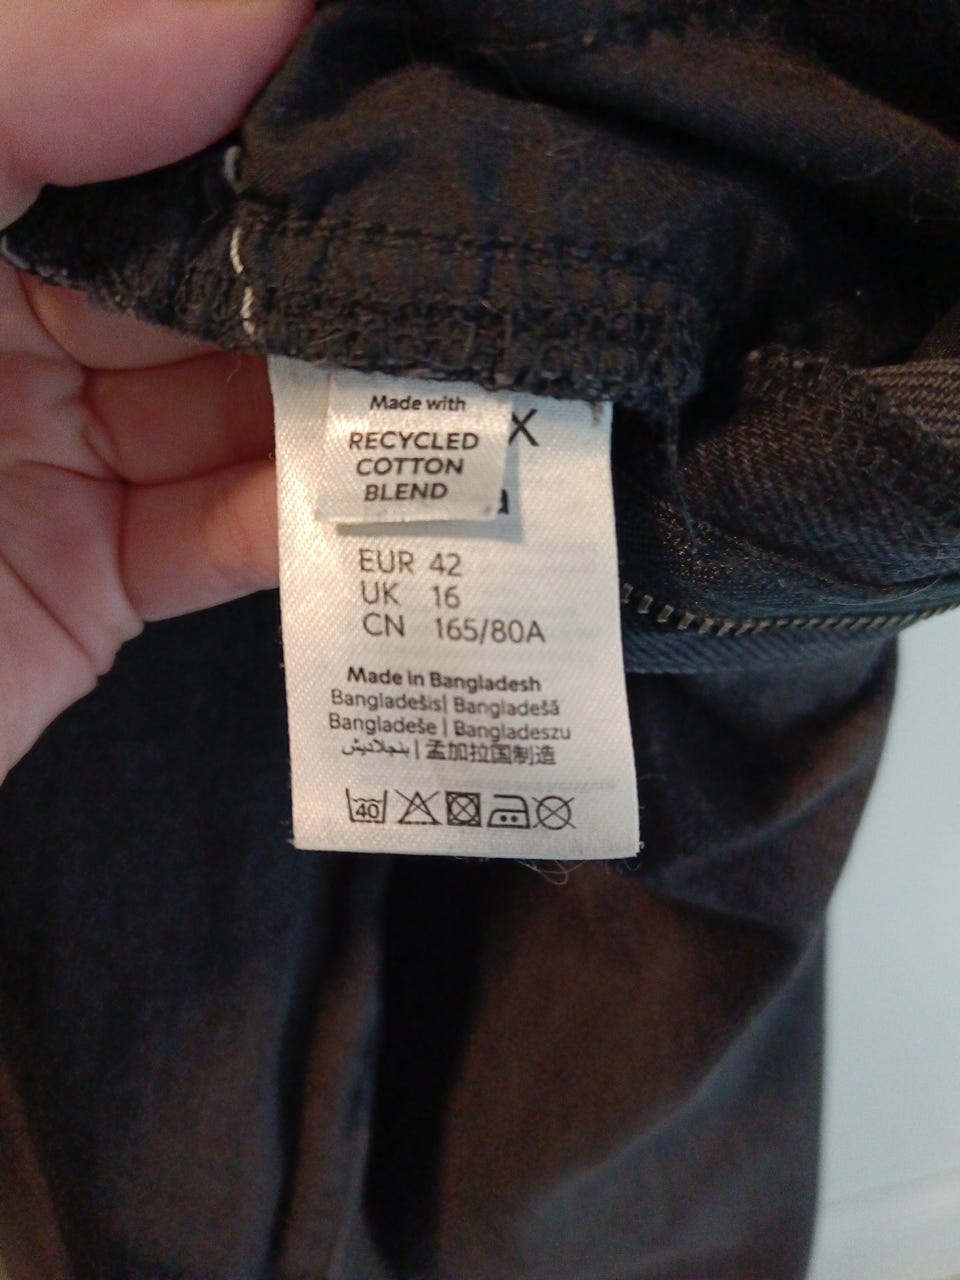 Made with
RECYCLED
COTTON
BLEND
X
a
EUR 42
UK 16
CN 165/80A
Made in Bangladesh
Bangladešis| Bangladešā
Bangladeše | Bangladeszu
بنجلاديش | 孟加拉国制造
40